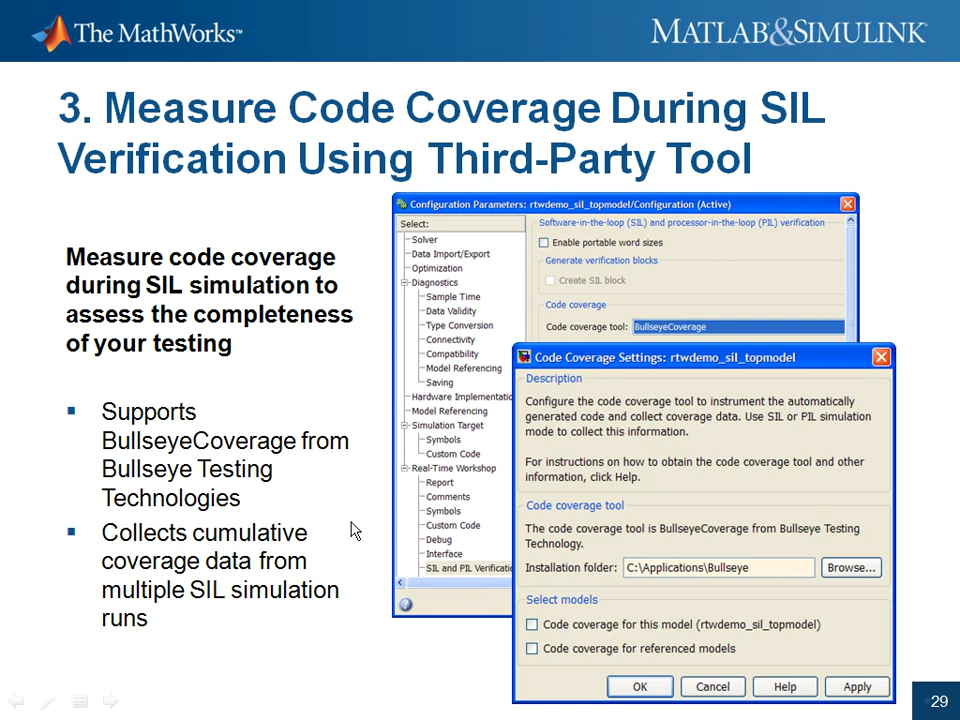 The MathWorks™
MATLAB&SIMULINK®
3. Measure Code Coverage During SIL
Verification Using Third-Party Tool
Measure code coverage
during SIL simulation to
assess the completeness
of your testing
Supports
BullseyeCoverage from
Bullseye Testing
Technologies
Collects cumulative
coverage data from
multiple SIL simulation
runs
Configuration Parameters: rtwdemo_sil_topmodel/Configuration (Active)
Select:
Solver
Data Import/Export
Optimization
Diagnostics
Sample Time
Data Validity
Type Conversion
Connectivity
Compatibility
Model Referencing
Saving
Hardware Implementatio
Model Referencing
Simulation Target
Symbols
Custom Code
Real-Time Workshop
Report
Comments
Symbols
Custom Code
Debug
Interface
SIL and PIL Verificatio
Software-in-the-loop (SIL) and processor-in-the-loop (PIL) verification
Enable portable word sizes
Generate verification blocks
Create SIL block
Code coverage
Code coverage tool: BullseyeCoverage
Code Coverage Settings: rtwdemo_sil_topmodel
Description
Configure the code coverage tool to instrument the automatically
generated code and collect coverage data. Use SIL or PIL simulation
mode to collect this information.
For instructions on how to obtain the code coverage tool and other
information, click Help.
Code coverage tool
The code coverage tool is BullseyeCoverage from Bullseye Testing
Technology.
Installation folder: C:\Applications\Bullseye Browse...
Select models
Code coverage for this model (rtwdemo_sil_topmodel)
Code coverage for referenced models
OK Cancel Help Apply
29